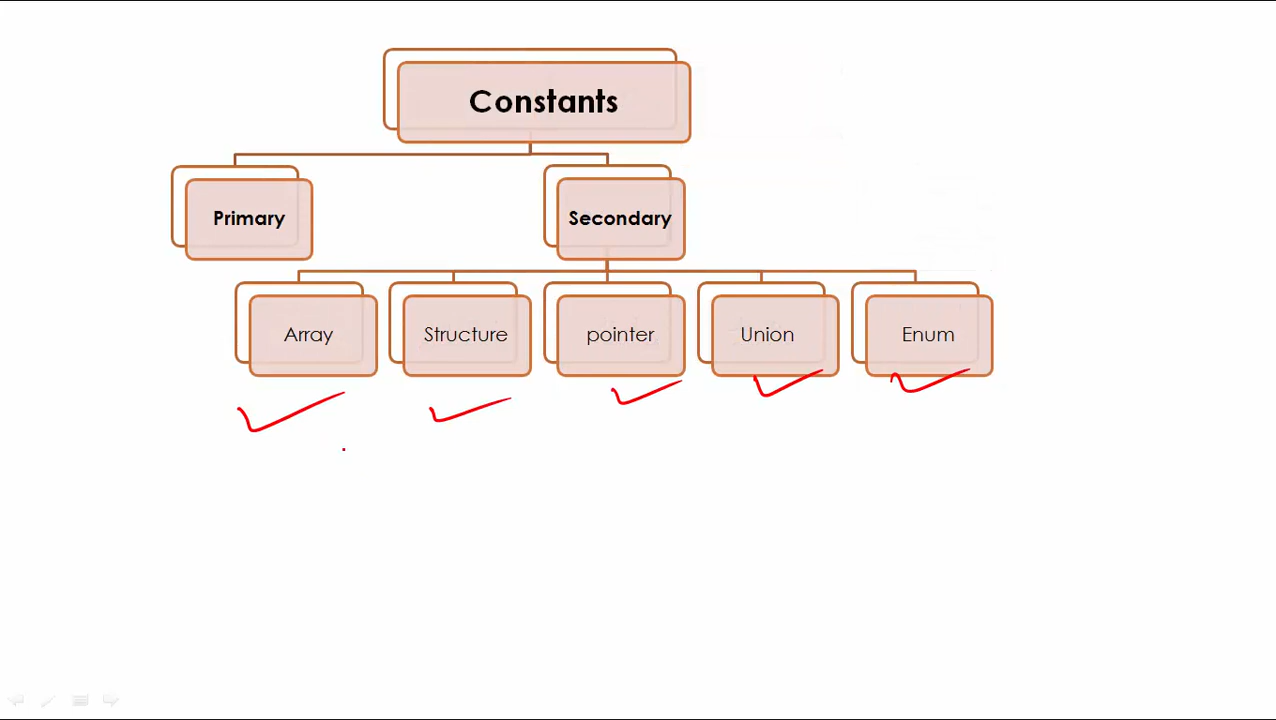 Constants
Primary
Secondary
Array
Structure
pointer
Union
Enum